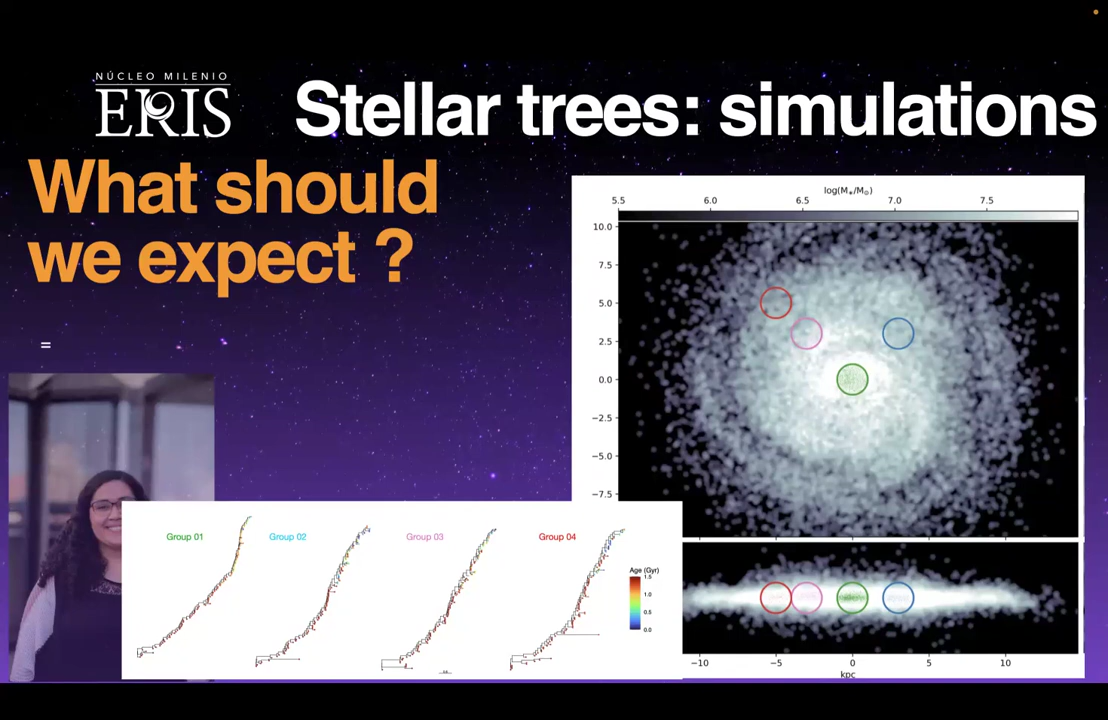 NÚCLEO MILENIO
ERIS
Stellar trees: simulations
What should
we expect ?
=
log(M∗/M⊙)
5.5 6.0 6.5 7.0 7.5
10.0
7.5
5.0
2.5
0.0
−2.5
−5.0
−7.5
−10 −5 0 5 10
kpc
Group 01 Group 02 Group 03 Group 04
Age (Gyr)
1.5
1.0
0.5
0.0